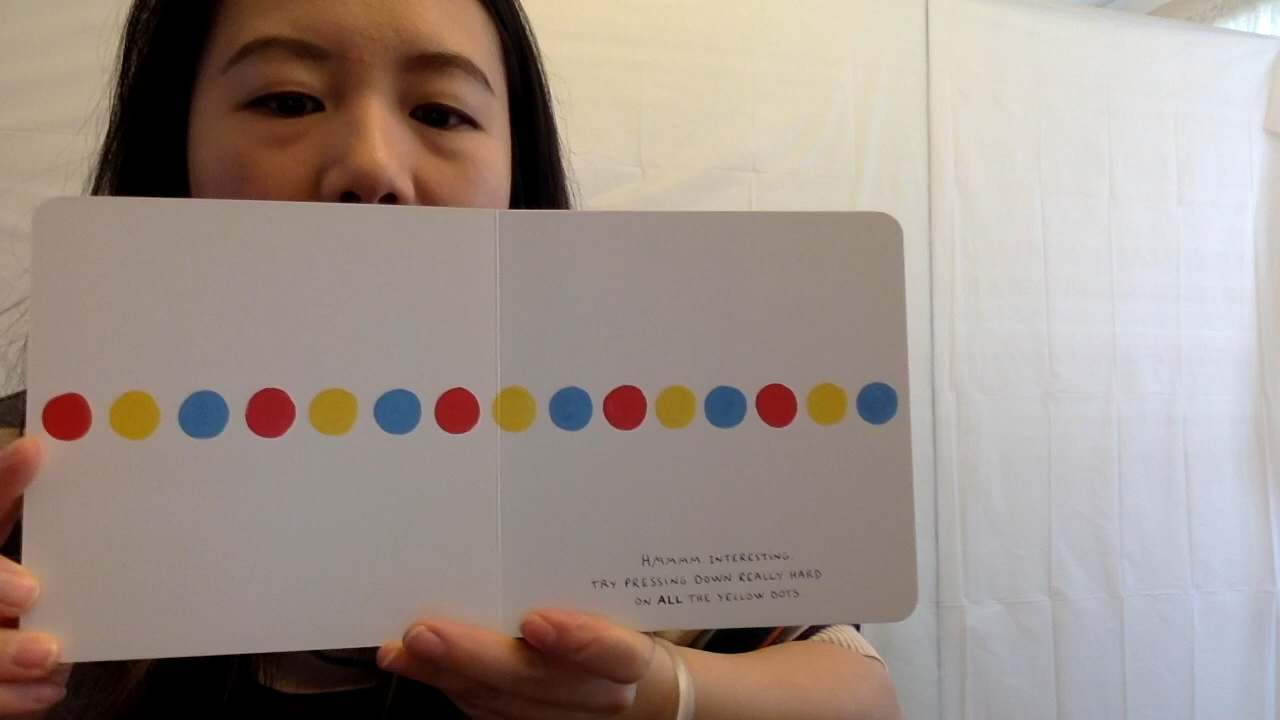 HMMMM. INTERESTING.
TRY PRESSING DOWN REALLY HARD
ON ALL THE YELLOW DOTS.